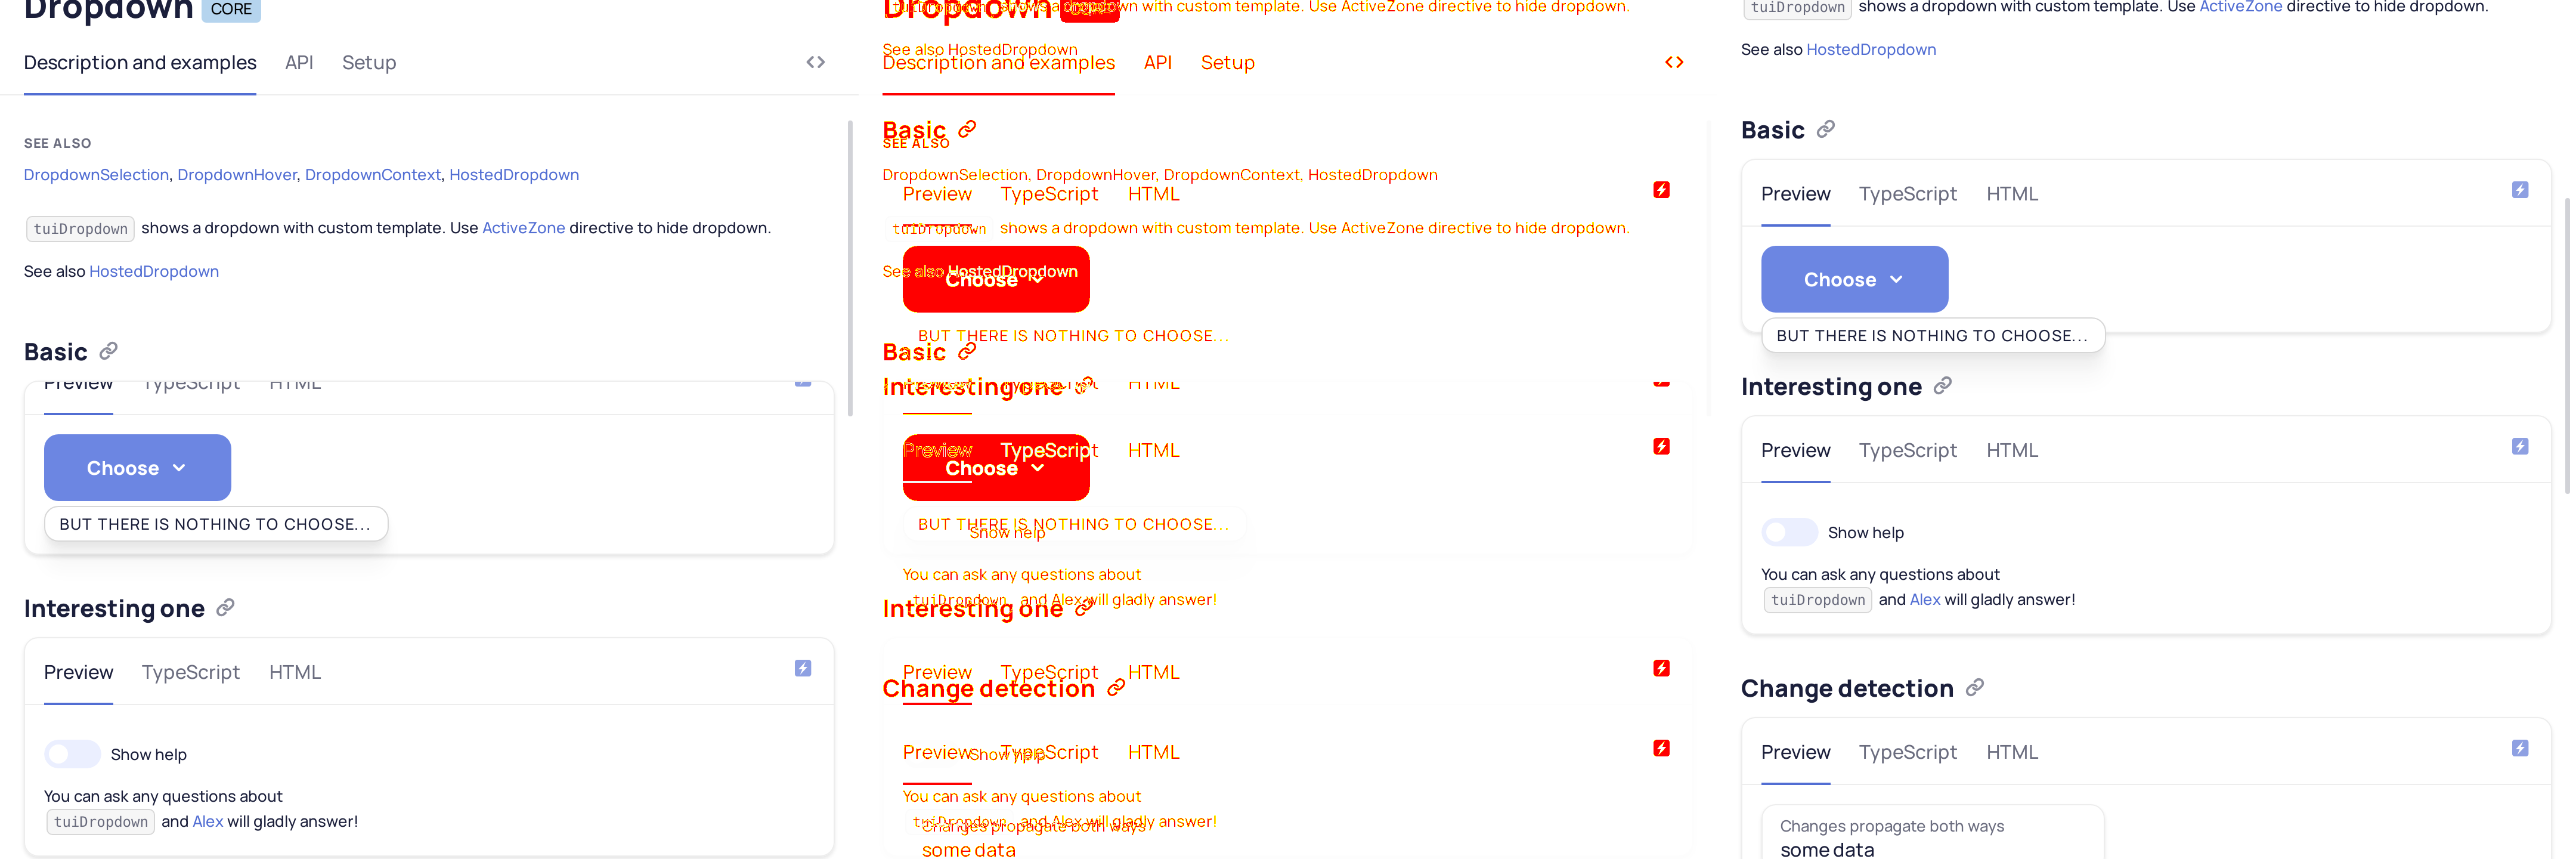 Dropdown CORE
Description and examples API Setup
SEE ALSO
DropdownSelection, DropdownHover, DropdownContext, HostedDropdown
tuiDropdown shows a dropdown with custom template. Use ActiveZone directive to hide dropdown.
See also HostedDropdown
Basic
Preview TypeScript HTML
Choose
BUT THERE IS NOTHING TO CHOOSE...
Interesting one
Preview TypeScript HTML
Show help
You can ask any questions about
tuiDropdown and Alex will gladly answer!
Dropdown
tuiDropdown shows a dropdown with custom template. Use ActiveZone directive to hide dropdown.
See also HostedDropdown
Description and examples API Setup
Basic
SEE ALSO
DropdownSelection, DropdownHover, DropdownContext, HostedDropdown
Preview TypeScript HTML
tuiDropdown shows a dropdown with custom template. Use ActiveZone directive to hide dropdown.
See also HostedDropdown
Choose
BUT THERE IS NOTHING TO CHOOSE...
Basic
Preview TypeScript HTML
Interesting one
Preview TypeScript HTML
Choose
BUT THERE IS NOTHING TO CHOOSE...
Show help
You can ask any questions about
tuiDropdown and Alex will gladly answer!
Interesting one
Preview TypeScript HTML
Change detection
Preview TypeScript HTML
Show help
You can ask any questions about
tuiDropdown and Alex will gladly answer!
Changes propagate both ways
some data
tuiDropdown shows a dropdown with custom template. Use ActiveZone directive to hide dropdown.
See also HostedDropdown
Basic
Preview TypeScript HTML
Choose
BUT THERE IS NOTHING TO CHOOSE...
Interesting one
Preview TypeScript HTML
Show help
You can ask any questions about
tuiDropdown and Alex will gladly answer!
Change detection
Preview TypeScript HTML
Changes propagate both ways
some data